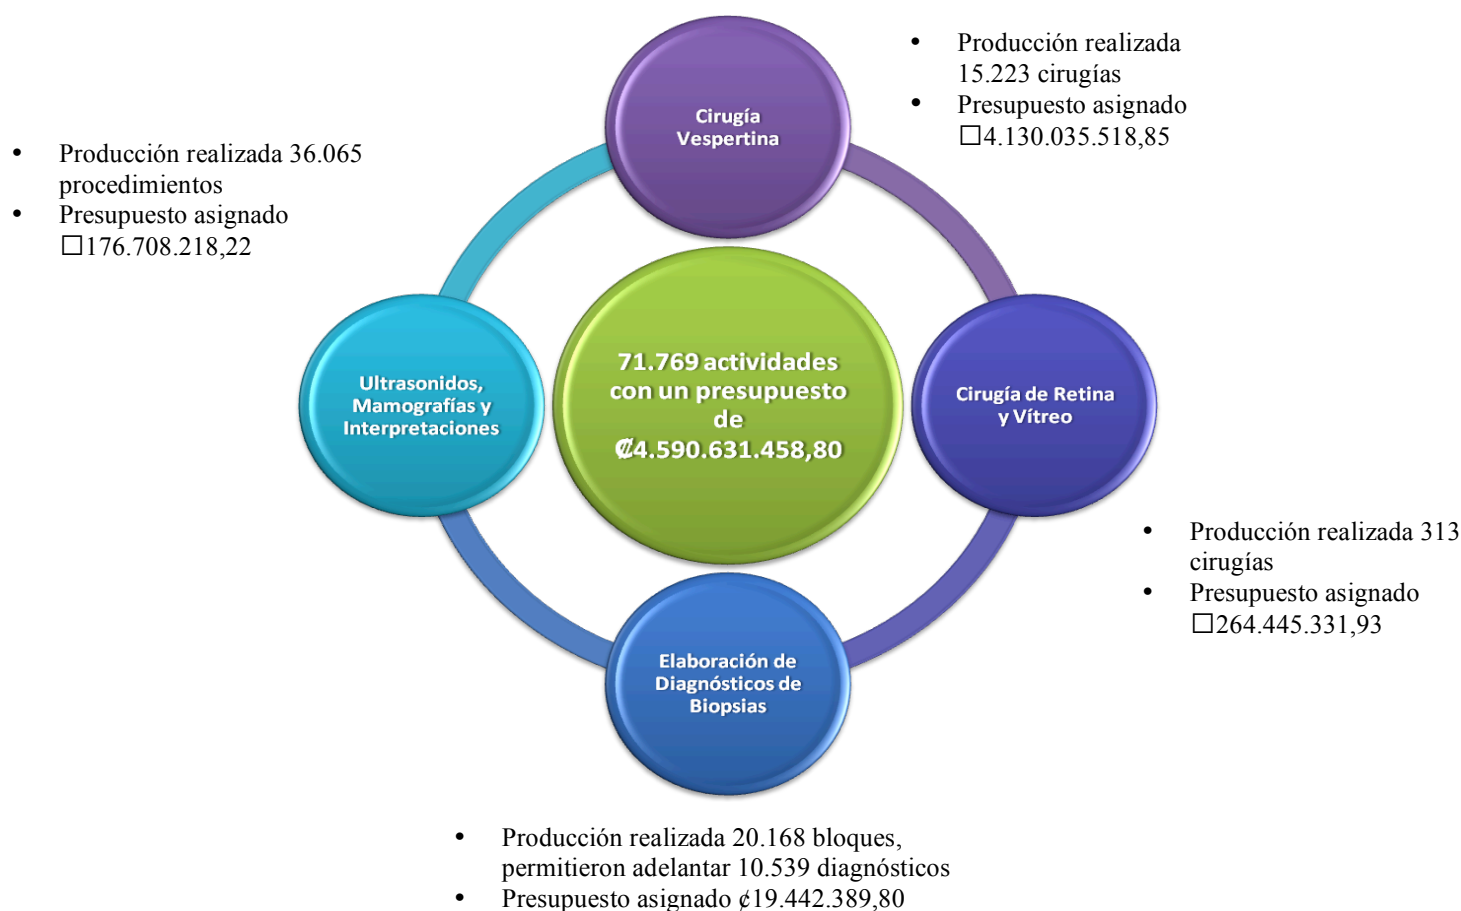 • Producción realizada
15.223 cirugías
• Presupuesto asignado
□4.130.035.518,85
Cirugía
Vespertina
• Producción realizada 36.065
procedimientos
• Presupuesto asignado
□176.708.218,22
71.769 actividades
con un presupuesto
de
₡4.590.631.458,80
Ultrasonidos,
Mamografías y
Interpretaciones
Cirugía de Retina
y Vítreo
• Producción realizada 313
cirugías
• Presupuesto asignado
□264.445.331,93
Elaboración de
Diagnósticos de
Biopsias
• Producción realizada 20.168 bloques,
permitieron adelantar 10.539 diagnósticos
• Presupuesto asignado ¢19.442.389,80